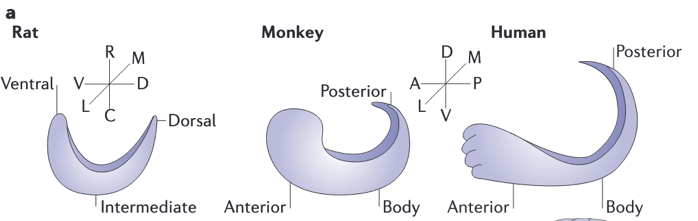 a
Rat
Monkey
Human
R
M
V
D
L
C
Ventral
Dorsal
Intermediate
Posterior
Anterior
Body
D
M
A
P
L
V
Posterior
Anterior
Body